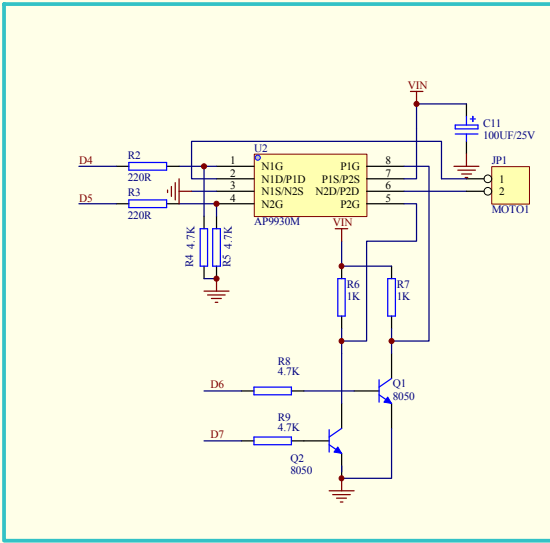 VIN
C11
100UF/25V
U2
D4
R2
220R
1
N1G
P1G
8
2
N1D/P1D
P1S/P2S
7
3
N1S/N2S
N2D/P2D
6
4
N2G
P2G
5
AP9930M
JP1
1
2
MOTO1
D5
R3
220R
R4 4.7K
R5 4.7K
VIN
R6
1K
R7
1K
D6
R8
4.7K
Q1
8050
D7
R9
4.7K
Q2
8050